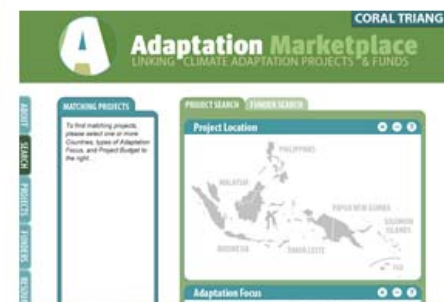 CORAL TRIANG
Adaptation Marketplace
LINKING CLIMATE ADAPTATION PROJECTS & FUNDS
ABOUT
SEARCH
PROJECTS
FUNDERS
MATCHING PROJECTS
To find matching projects,
please select one or more
Countries, types of Adaptation
Focus, and Project Budget to
the right.
PROJECT SEARCH
FUNDER SEARCH
Project Location
PHILIPPINES
MALAYSIA
PAPUA NEW GUINEA
SOLOMON
ISLANDS
INDONESIA
TIMOR-LESTE
FIJI
Adaptation Focus